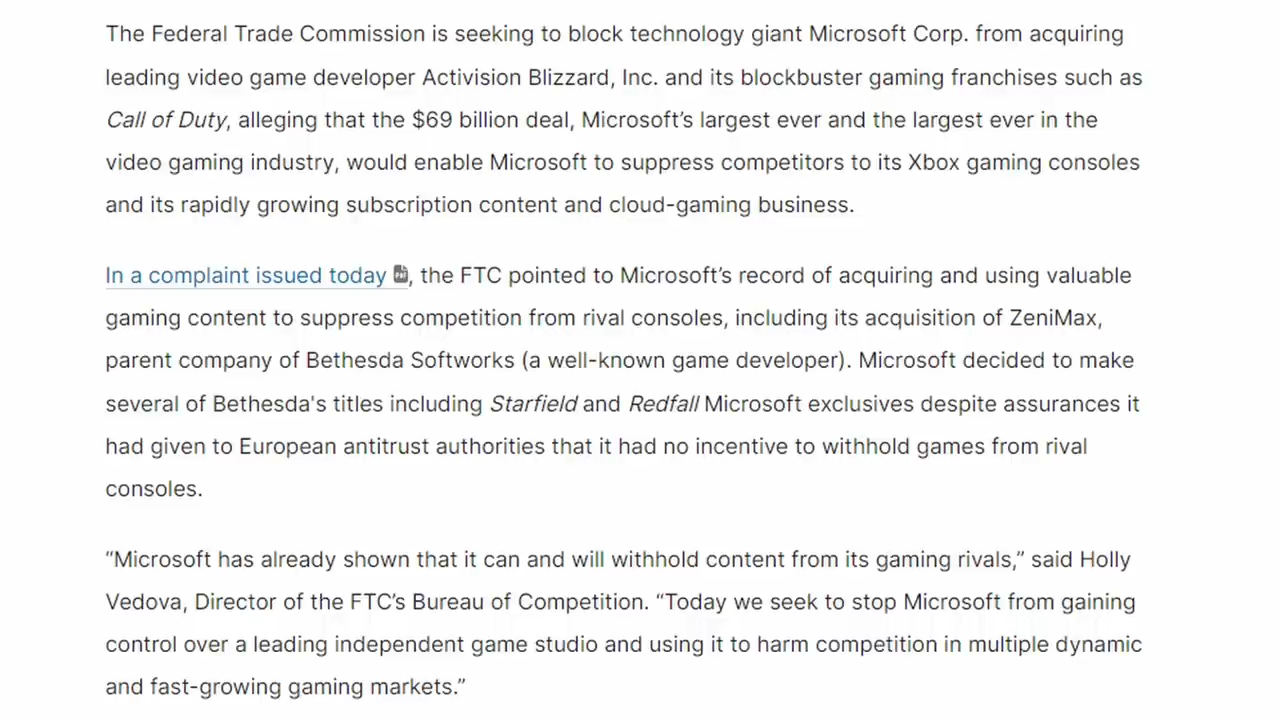 The Federal Trade Commission is seeking to block technology giant Microsoft Corp. from acquiring
leading video game developer Activision Blizzard, Inc. and its blockbuster gaming franchises such as
Call of Duty, alleging that the $69 billion deal, Microsoft’s largest ever and the largest ever in the
video gaming industry, would enable Microsoft to suppress competitors to its Xbox gaming consoles
and its rapidly growing subscription content and cloud-gaming business.
In a complaint issued today, the FTC pointed to Microsoft’s record of acquiring and using valuable
gaming content to suppress competition from rival consoles, including its acquisition of ZeniMax,
parent company of Bethesda Softworks (a well-known game developer). Microsoft decided to make
several of Bethesda's titles including Starfield and Redfall Microsoft exclusives despite assurances it
had given to European antitrust authorities that it had no incentive to withhold games from rival
consoles.
“Microsoft has already shown that it can and will withhold content from its gaming rivals,” said Holly
Vedova, Director of the FTC’s Bureau of Competition. “Today we seek to stop Microsoft from gaining
control over a leading independent game studio and using it to harm competition in multiple dynamic
and fast-growing gaming markets.”